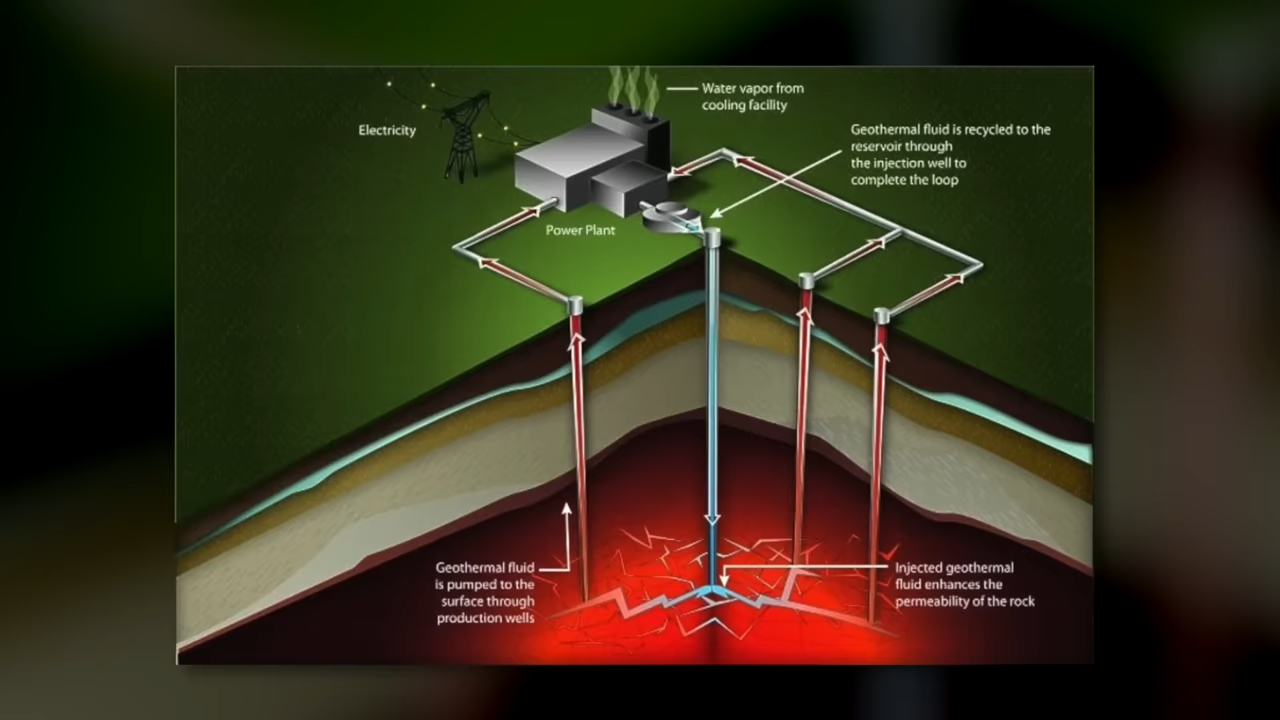 Water vapor from
cooling facility
Electricity
Geothermal fluid is recycled to the
reservoir through
the injection well to
complete the loop
Power Plant
Geothermal fluid
is pumped to the
surface through
production wells
Injected geothermal
fluid enhances the
permeability of the rock